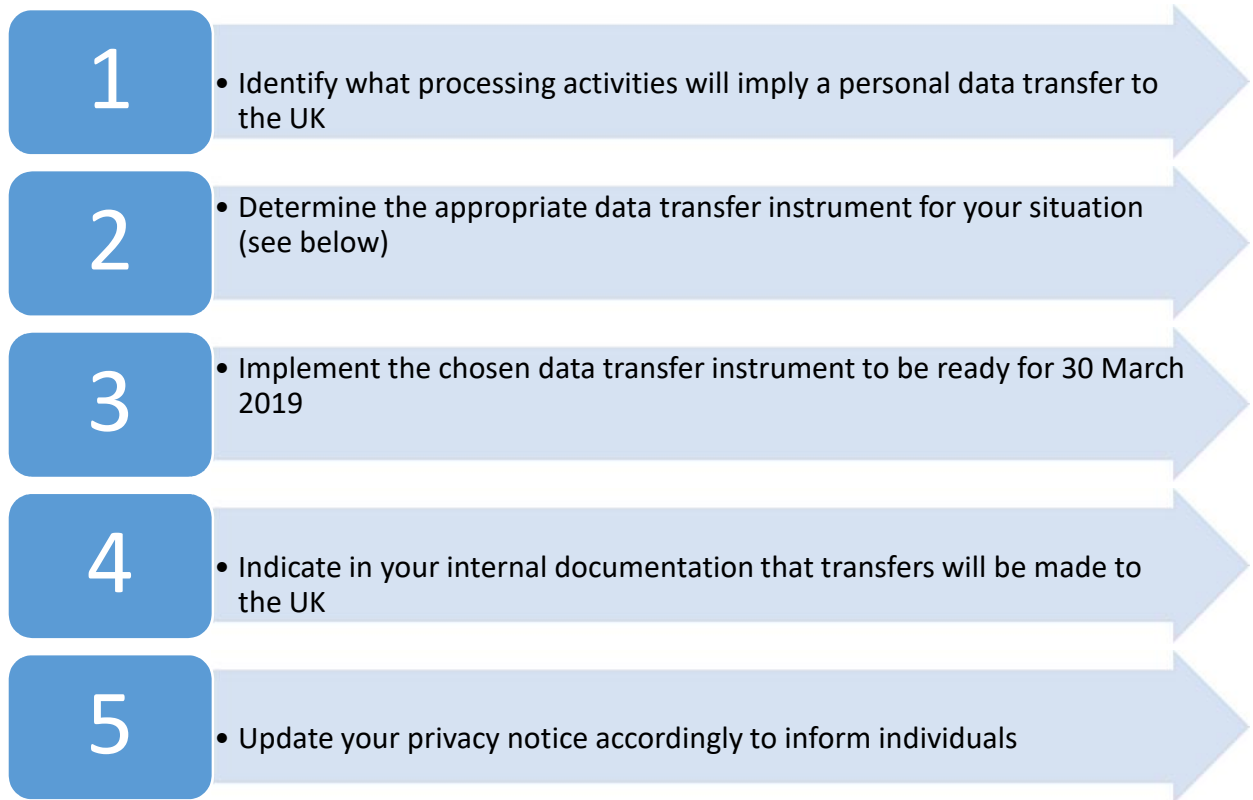 1
• Identify what processing activities will imply a personal data transfer to
the UK
2
• Determine the appropriate data transfer instrument for your situation
(see below)
3
• Implement the chosen data transfer instrument to be ready for 30 March
2019
4
• Indicate in your internal documentation that transfers will be made to
the UK
5
• Update your privacy notice accordingly to inform individuals